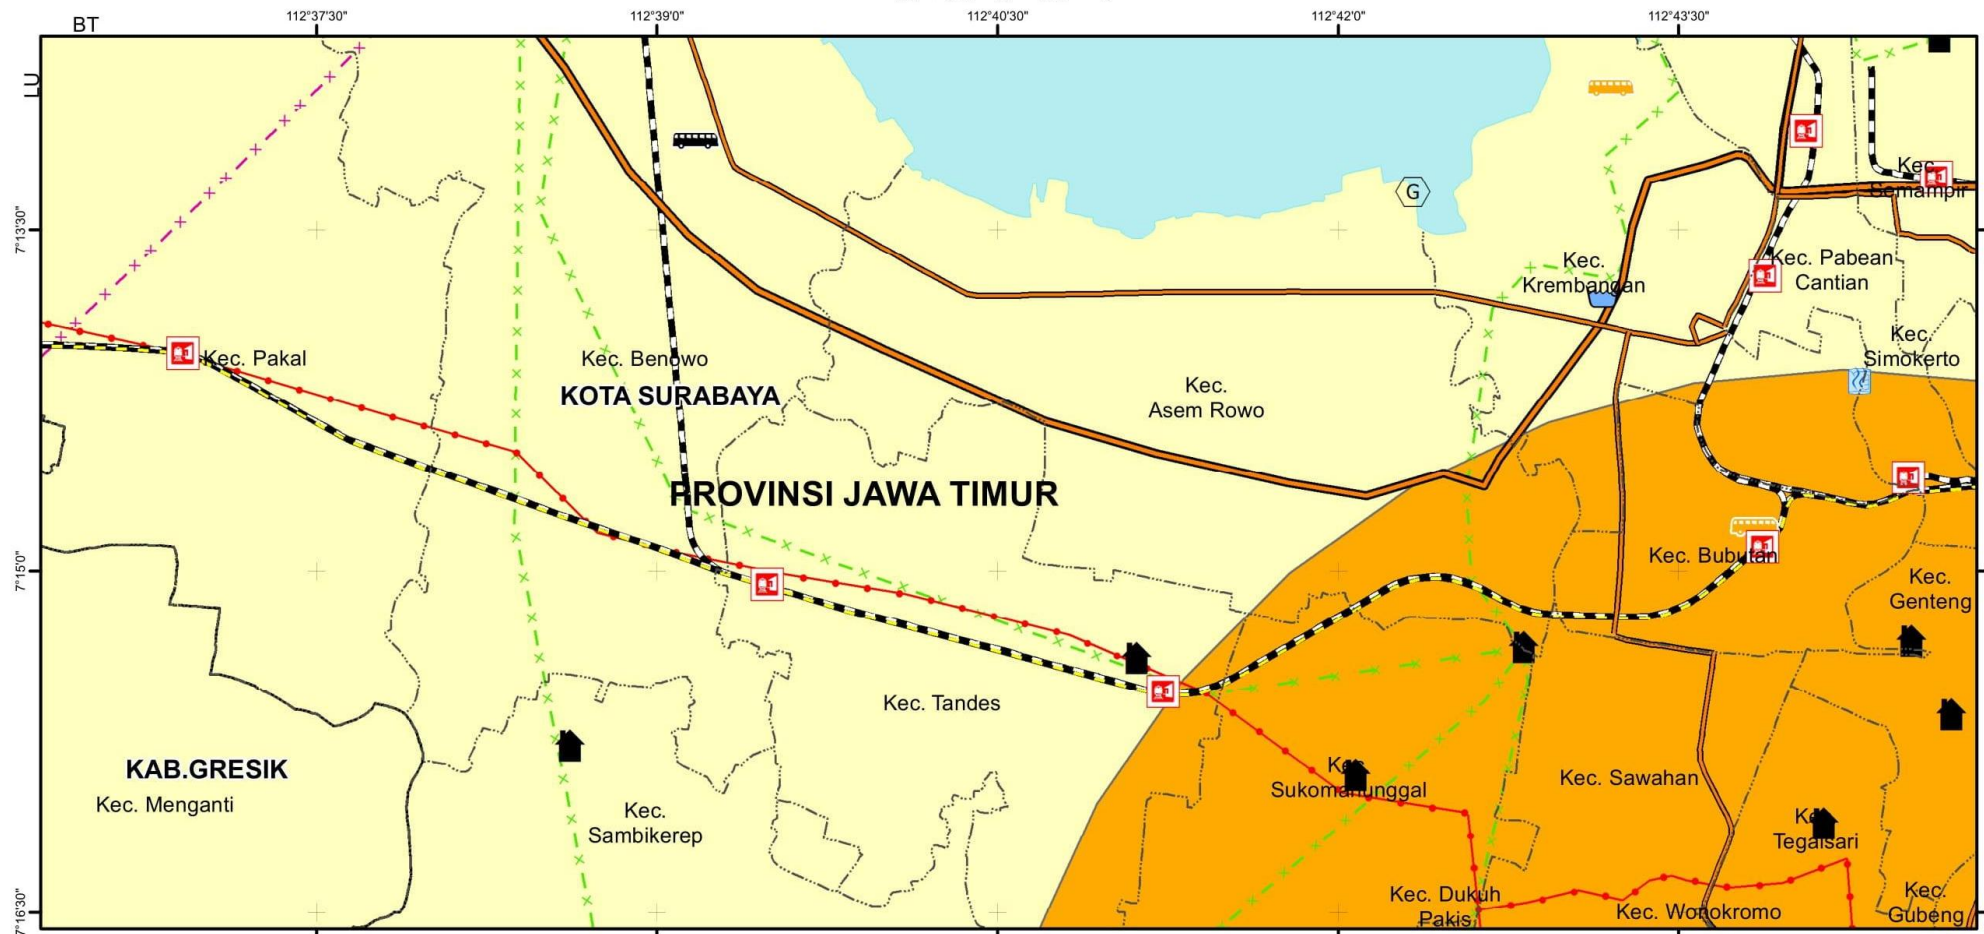 BT
112°37'30"
112°39'0"
112°40'30"
112°42'0"
112°43'30"
LU
7°13'30"
7°15'0"
7°16'30"
G
Kec.
Semampir
Kec.
Krembangan
Kec. Pabean
Cantian
Kec.
Simokerto
Kec. Pakal
Kec. Benowo
KOTA SURABAYA
Kec.
Asem Rowo
PROVINSI JAWA TIMUR
Kec. Bubutan
Kec.
Genteng
Kec. Tandes
KAB.GRESIK
Kec. Menganti
Kec.
Sambikerep
Kec.
Sukomanunggal
Kec. Sawahan
Kec.
Tegalsari
Kec. Dukuh
Pakis
Kec. Wonokromo
Kec.
Gubeng